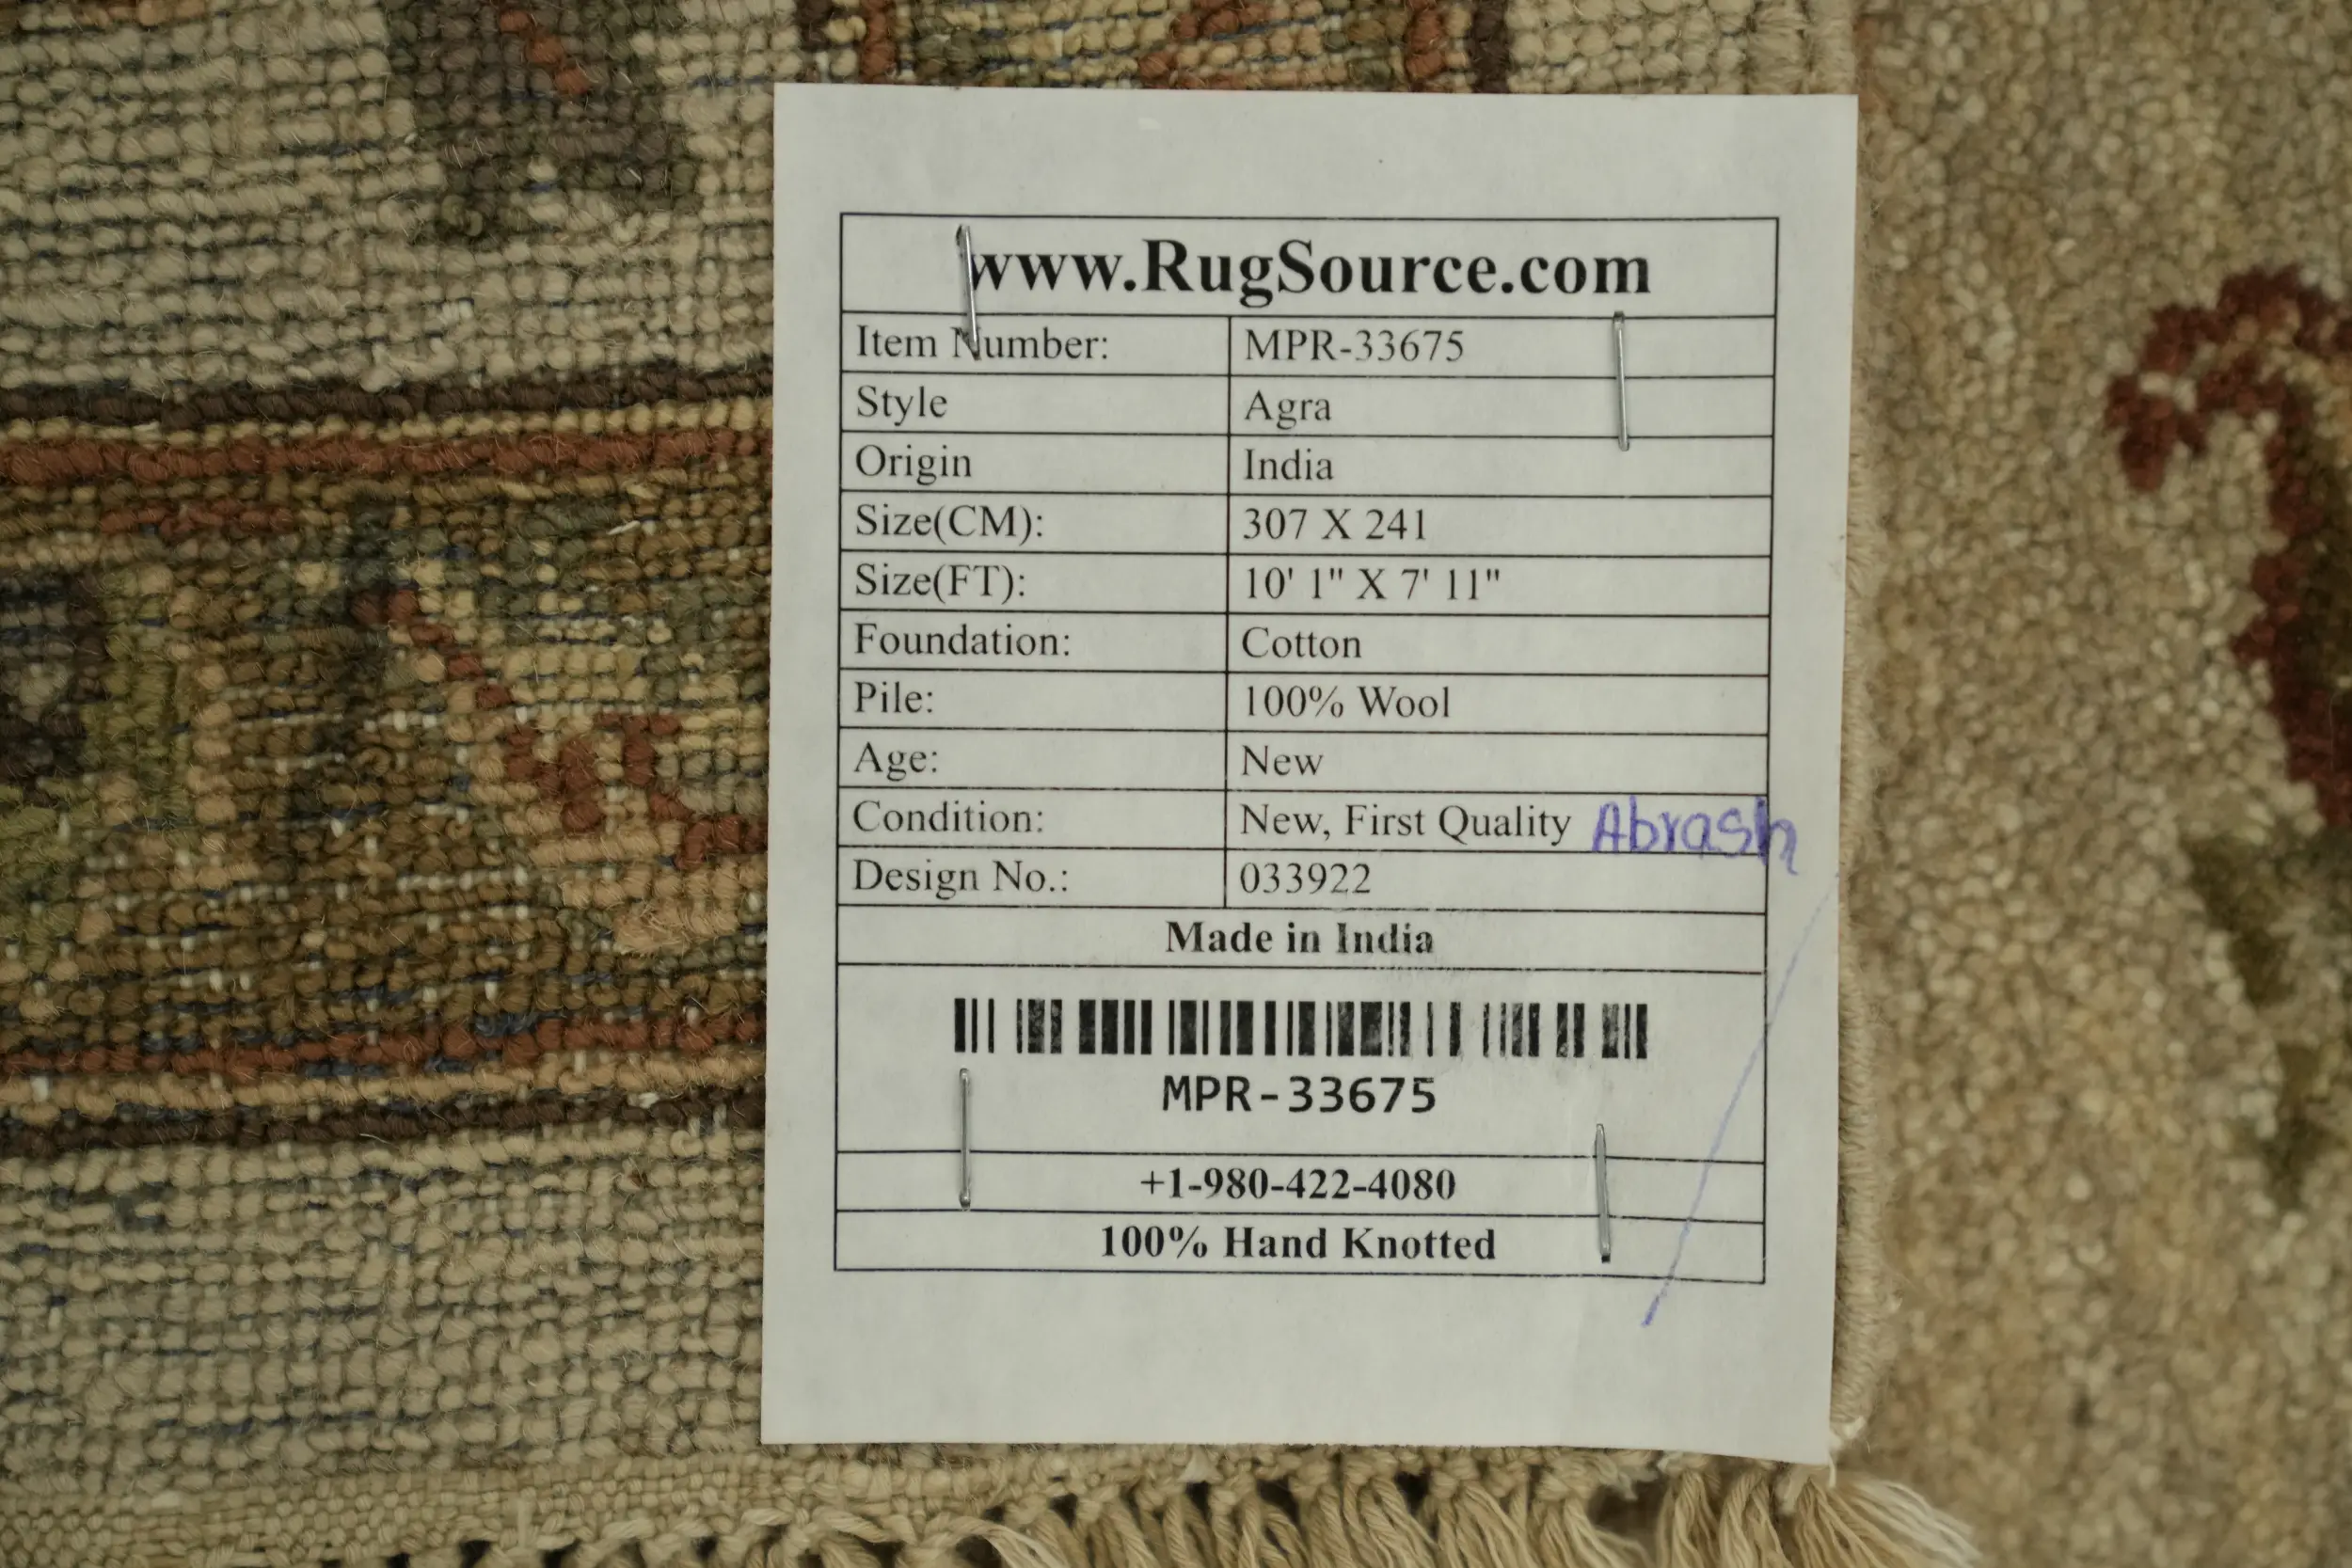 www.RugSource.com
Item Number: MPR-33675
Style Agra
Origin India
Size(CM): 307 X 241
Size(FT): 10' 1" X 7' 11"
Foundation: Cotton
Pile: 100% Wool
Age: New
Condition: New, First Quality Abrash
Design No.: 033922
Made in India
MPR-33675
+1-980-422-4080
100% Hand Knotted